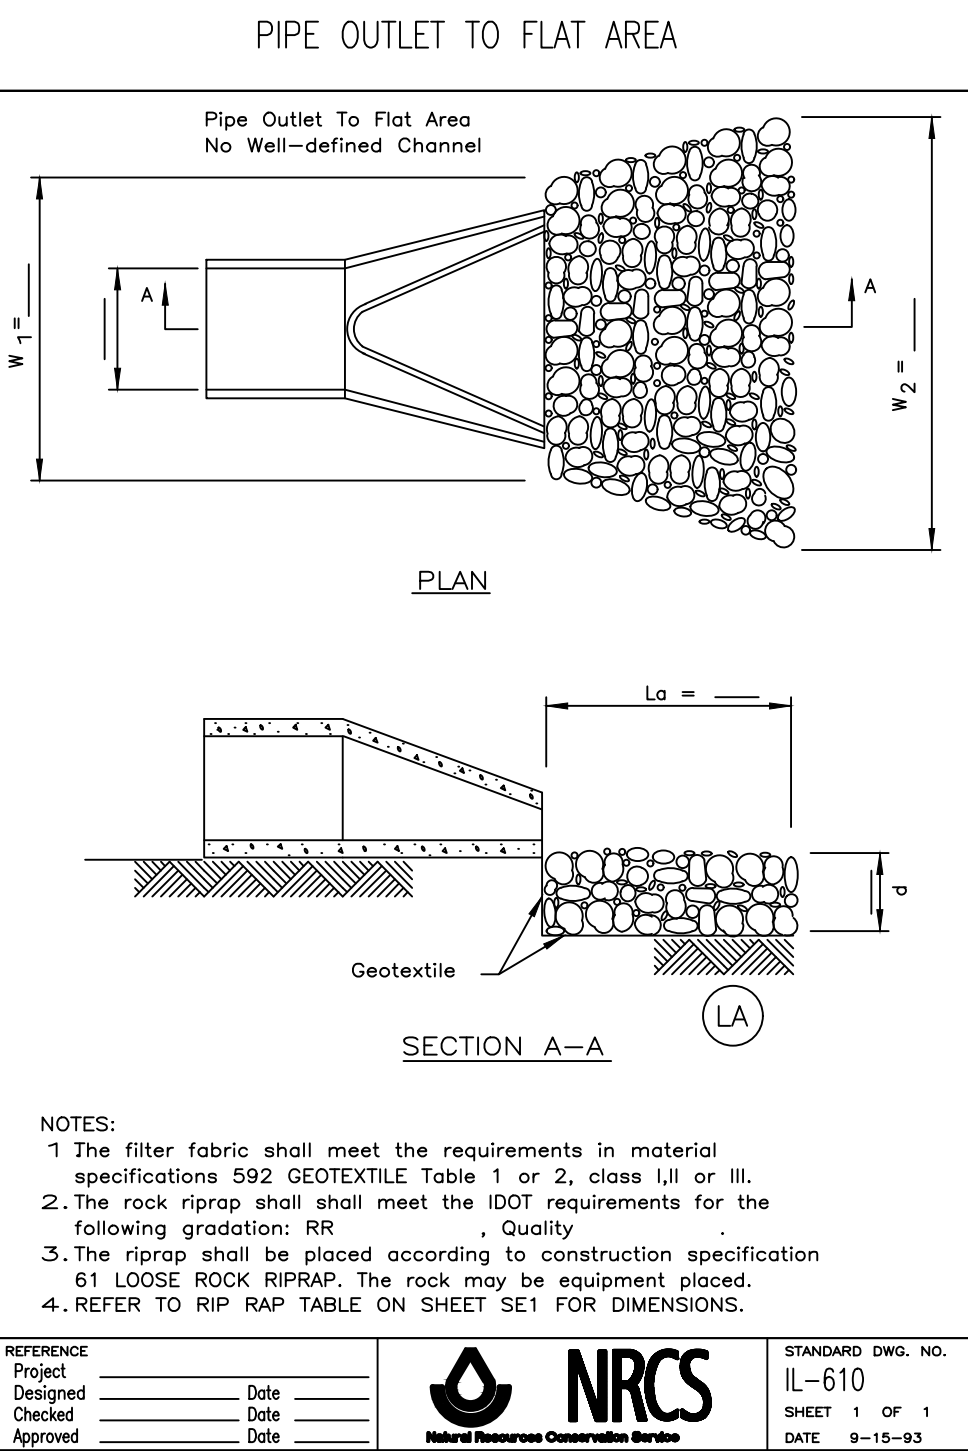 PIPE OUTLET TO FLAT AREA
Pipe Outlet To Flat Area
No Well-defined Channel
W1 =
A
A
W2 =
PLAN
La =
d
Geotextile
LA
SECTION A-A
NOTES:
1 The filter fabric shall meet the requirements in material
specifications 592 GEOTEXTILE Table 1 or 2, class I,II or III.
2. The rock riprap shall shall meet the IDOT requirements for the
following gradation: RR , Quality .
3. The riprap shall be placed according to construction specification
61 LOOSE ROCK RIPRAP. The rock may be equipment placed.
4. REFER TO RIP RAP TABLE ON SHEET SE1 FOR DIMENSIONS.
REFERENCE
Project
Designed Date
Checked Date
Approved Date
NRCS
Natural Resources Conservation Service
STANDARD DWG. NO.
IL-610
SHEET 1 OF 1
DATE 9-15-93